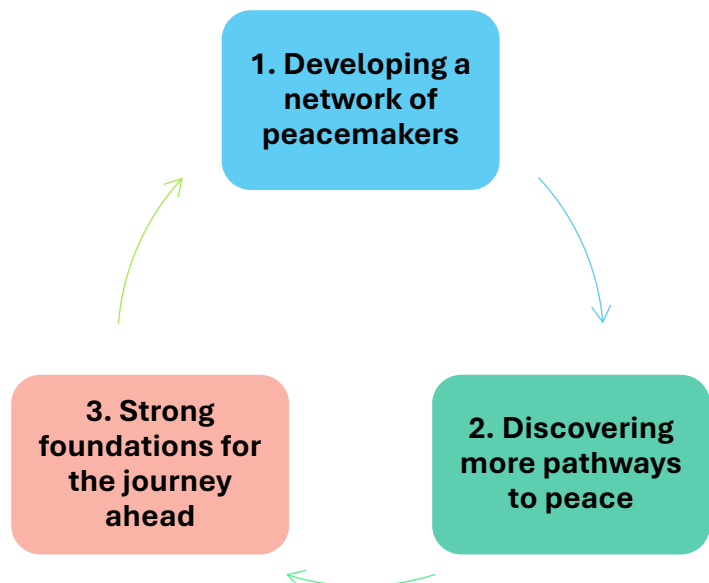 1. Developing a
network of
peacemakers
2. Discovering
more pathways
to peace
3. Strong
foundations for
the journey
ahead